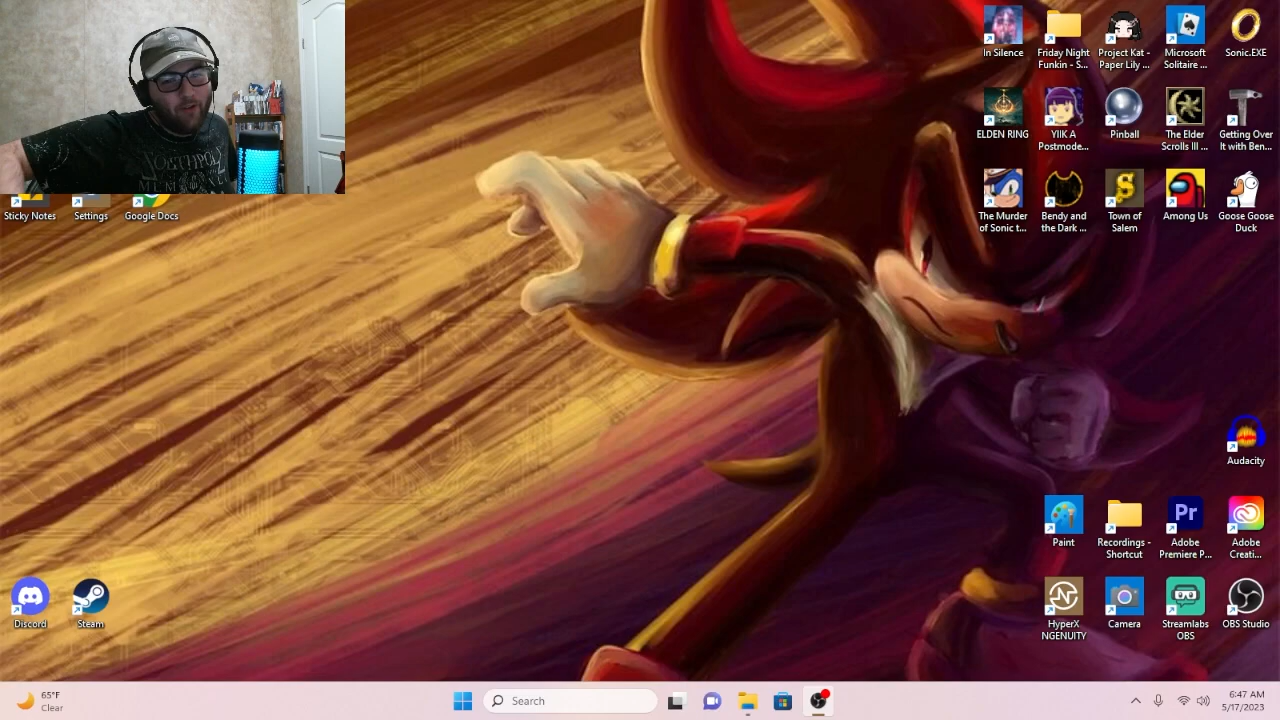 In Silence
Friday Night
Funkin - S...
Project Kat -
Paper Lily ...
Microsoft
Solitaire ...
Sonic.EXE
ELDEN RING
YIIK A
Postmode...
Pinball
The Elder
Scrolls III ...
Getting Over
It with Ben...
Sticky Notes
Settings
Google Docs
The Murder
of Sonic t...
Bendy and
the Dark ...
Town of
Salem
Among Us
Goose Goose
Duck
Audacity
Paint
Recordings -
Shortcut
Adobe
Premiere P...
Adobe
Creati...
Discord
Steam
HyperX
NGENUITY
Camera
Streamlabs
OBS
OBS Studio
65°F
Clear
Search
6:47 AM
5/17/2023